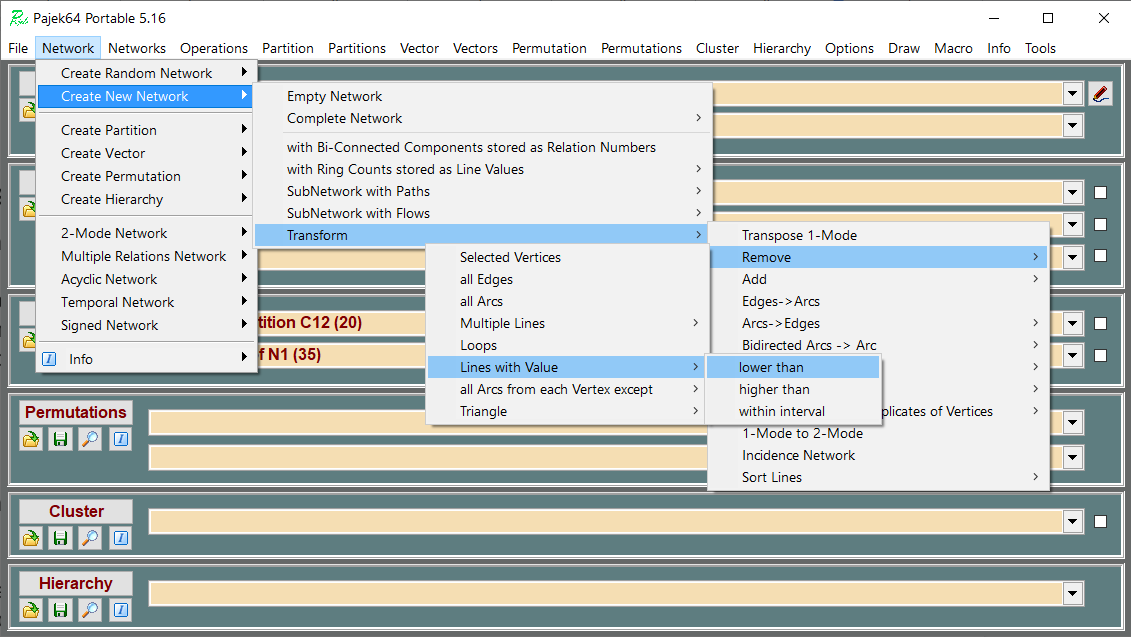 Pajek64 Portable 5.16
File Network Networks Operations Partition Partitions Vector Vectors Permutation Permutations Cluster Hierarchy Options Draw Macro Info Tools
Create Random Network
Create New Network
Create Partition
Create Vector
Create Permutation
Create Hierarchy
2-Mode Network
Multiple Relations Network
Acyclic Network
Temporal Network
Signed Network
Info
Empty Network
Complete Network
with Bi-Connected Components stored as Relation Numbers
with Ring Counts stored as Line Values
SubNetwork with Paths
SubNetwork with Flows
Transform
Transpose 1-Mode
Remove
Add
Edges->Arcs
Arcs->Edges
Bidirected Arcs -> Arc
plicates of Vertices
1-Mode to 2-Mode
Incidence Network
Sort Lines
Selected Vertices
all Edges
all Arcs
Multiple Lines
Loops
Lines with Value
all Arcs from each Vertex except
Triangle
lower than
higher than
within interval
tition C12 (20)
f N1 (35)
Permutations
Cluster
Hierarchy